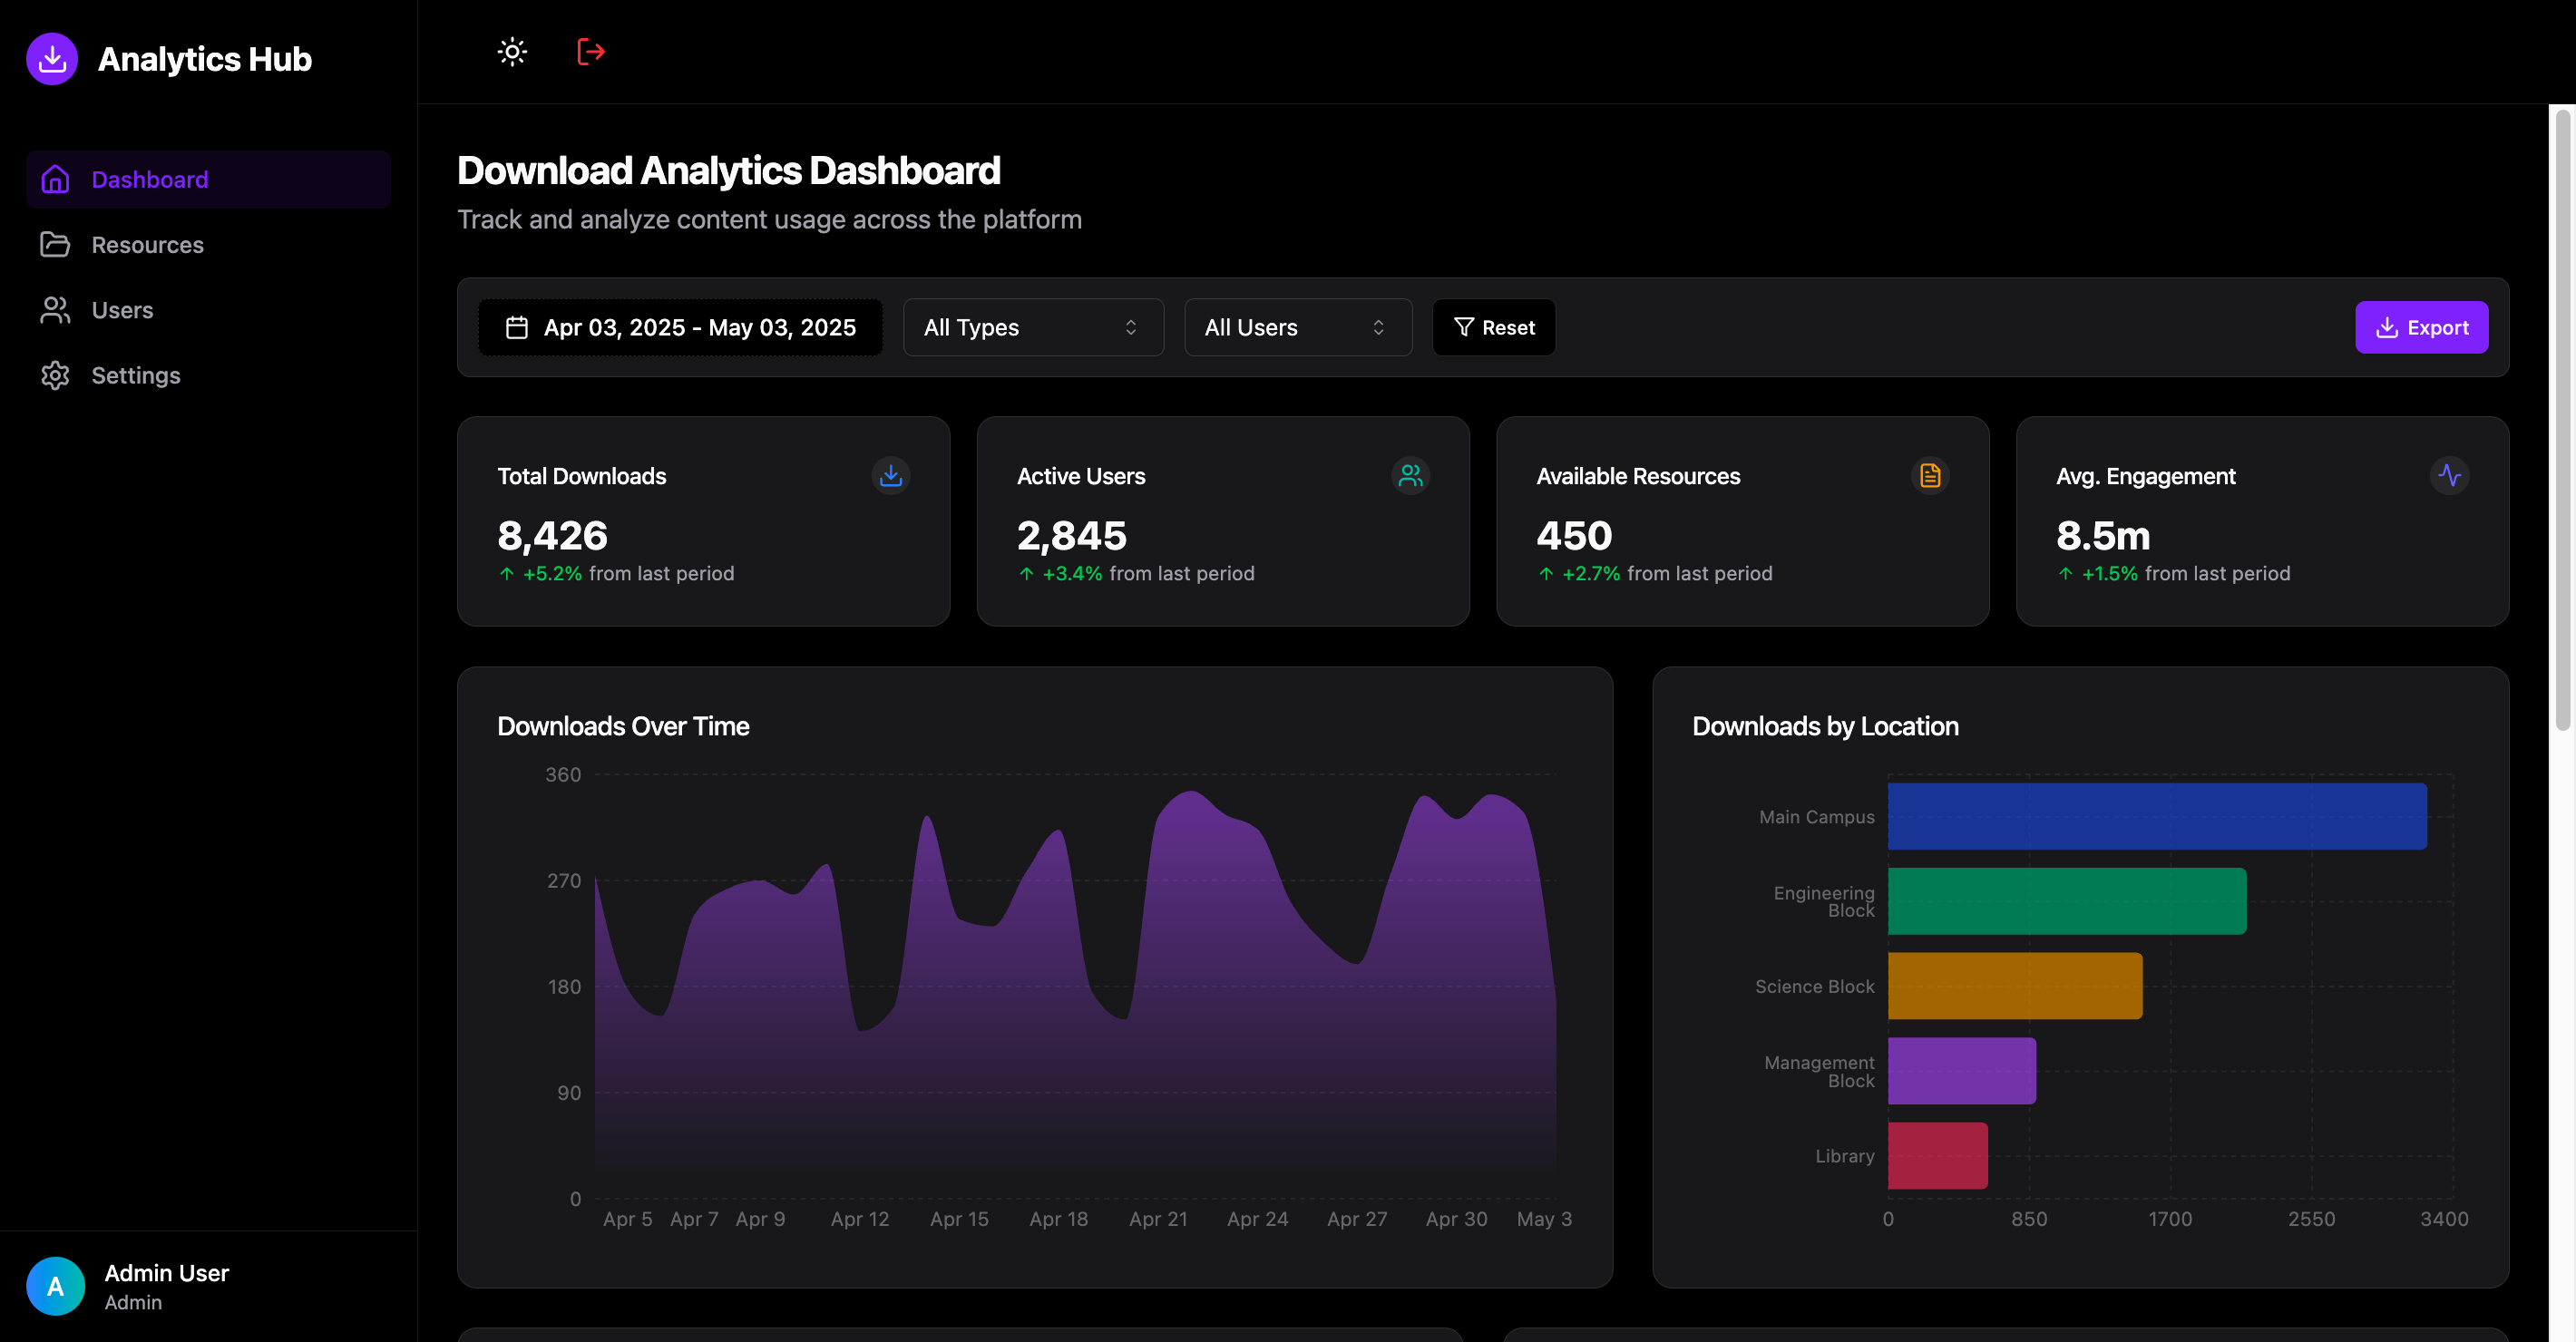 Analytics Hub
Dashboard
Resources
Users
Settings
Admin User
Admin
A
Download Analytics Dashboard
Track and analyze content usage across the platform
Apr 03, 2025 - May 03, 2025
All Types
All Users
Reset
Export
Total Downloads
8,426
+5.2% from last period
Active Users
2,845
+3.4% from last period
Available Resources
450
+2.7% from last period
Avg. Engagement
8.5m
+1.5% from last period
Downloads Over Time
360
270
180
90
0
Apr 5 Apr 7 Apr 9 Apr 12 Apr 15 Apr 18 Apr 21 Apr 24 Apr 27 Apr 30 May 3
Downloads by Location
Main Campus
Engineering
Block
Science Block
Management
Block
Library
0 850 1700 2550 3400